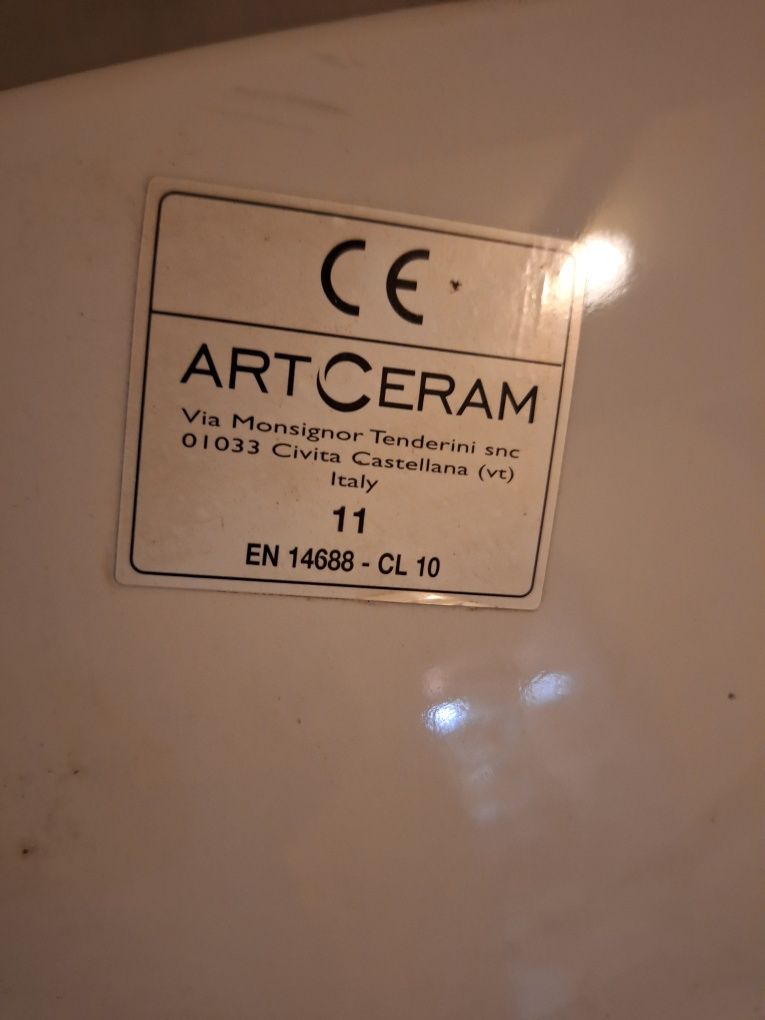 CE
ARTCERAM
Via Monsignor Tenderini snc
01033 Civita Castellana (vt)
Italy
11
EN 14688 - CL 10